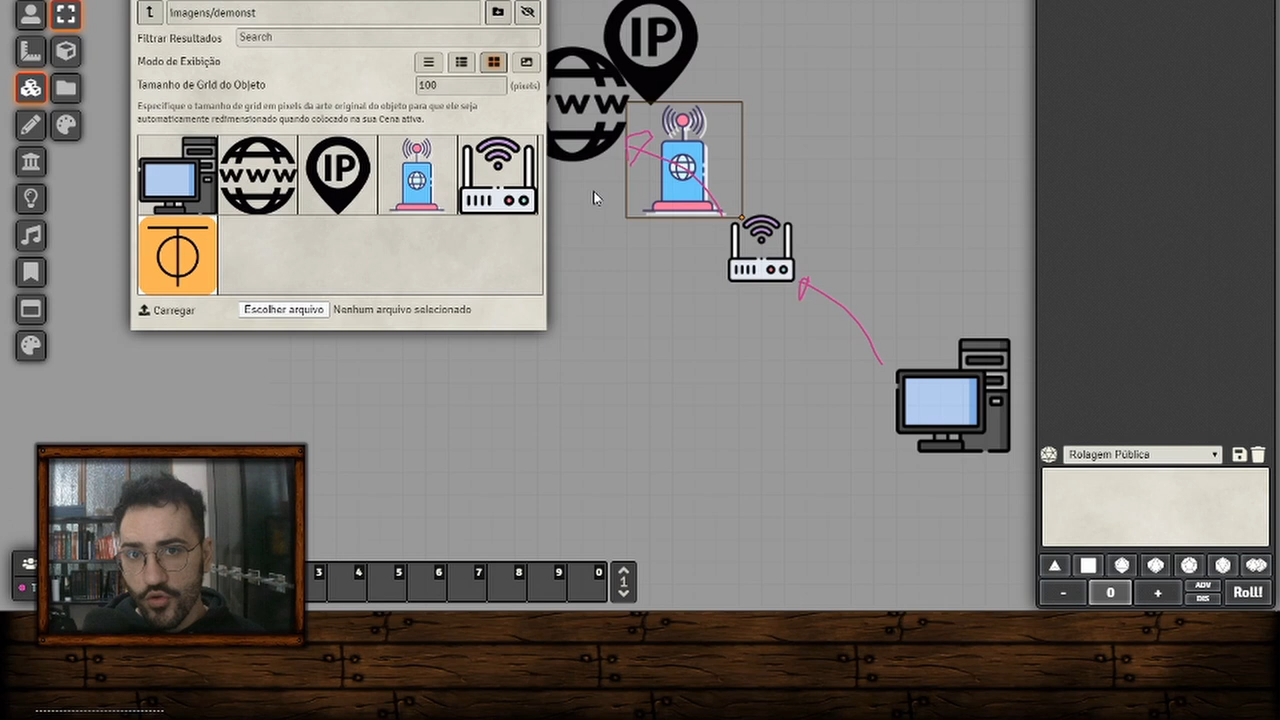 imagens/demonst
Filtrar Resultados
Search
Modo de Exibição
Tamanho de Grid do Objeto
100
(pixels)
Especifique o tamanho de grid em pixels da arte original do objeto para que ele seja
automaticamente redimensionado quando colocado na sua Cena ativa.
WWW
IP
Carregar
Escolher arquivo
Nenhum arquivo selecionado
IP
WW
Rolagem Pública
3 4 5 6 7 8 9 0
1
- 0 +
ADV
DIS
Roll!